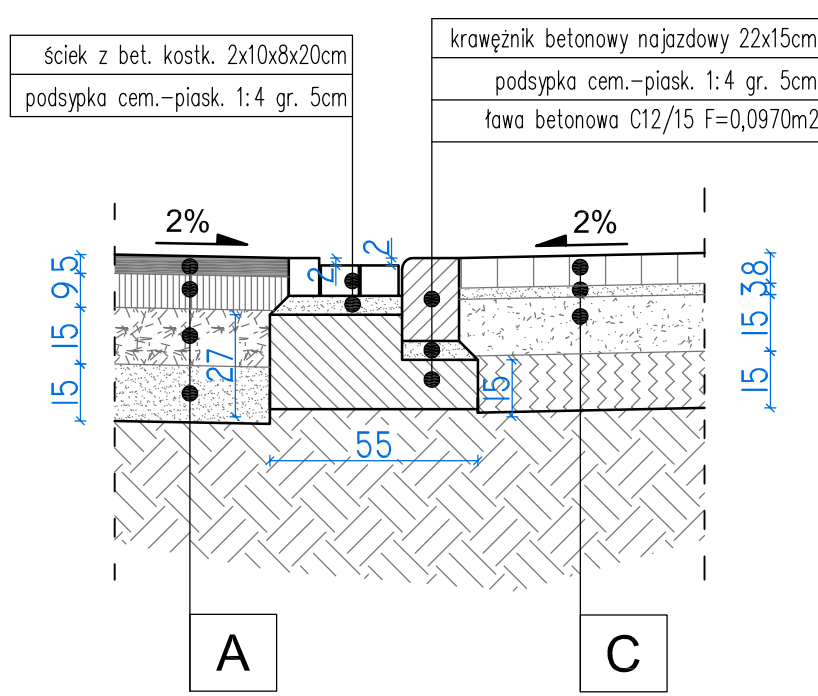 ściek z bet. kostk. 2x10x8x20cm
podsypka cem.-piask. 1:4 gr. 5cm
krawężnik betonowy najazdowy 22x15cm
podsypka cem.-piask. 1:4 gr. 5cm
ława betonowa C12/15 F=0,0970m2
2%
2%
2
2
5
9
15
15
27
55
15
8
3
15
15
A
C